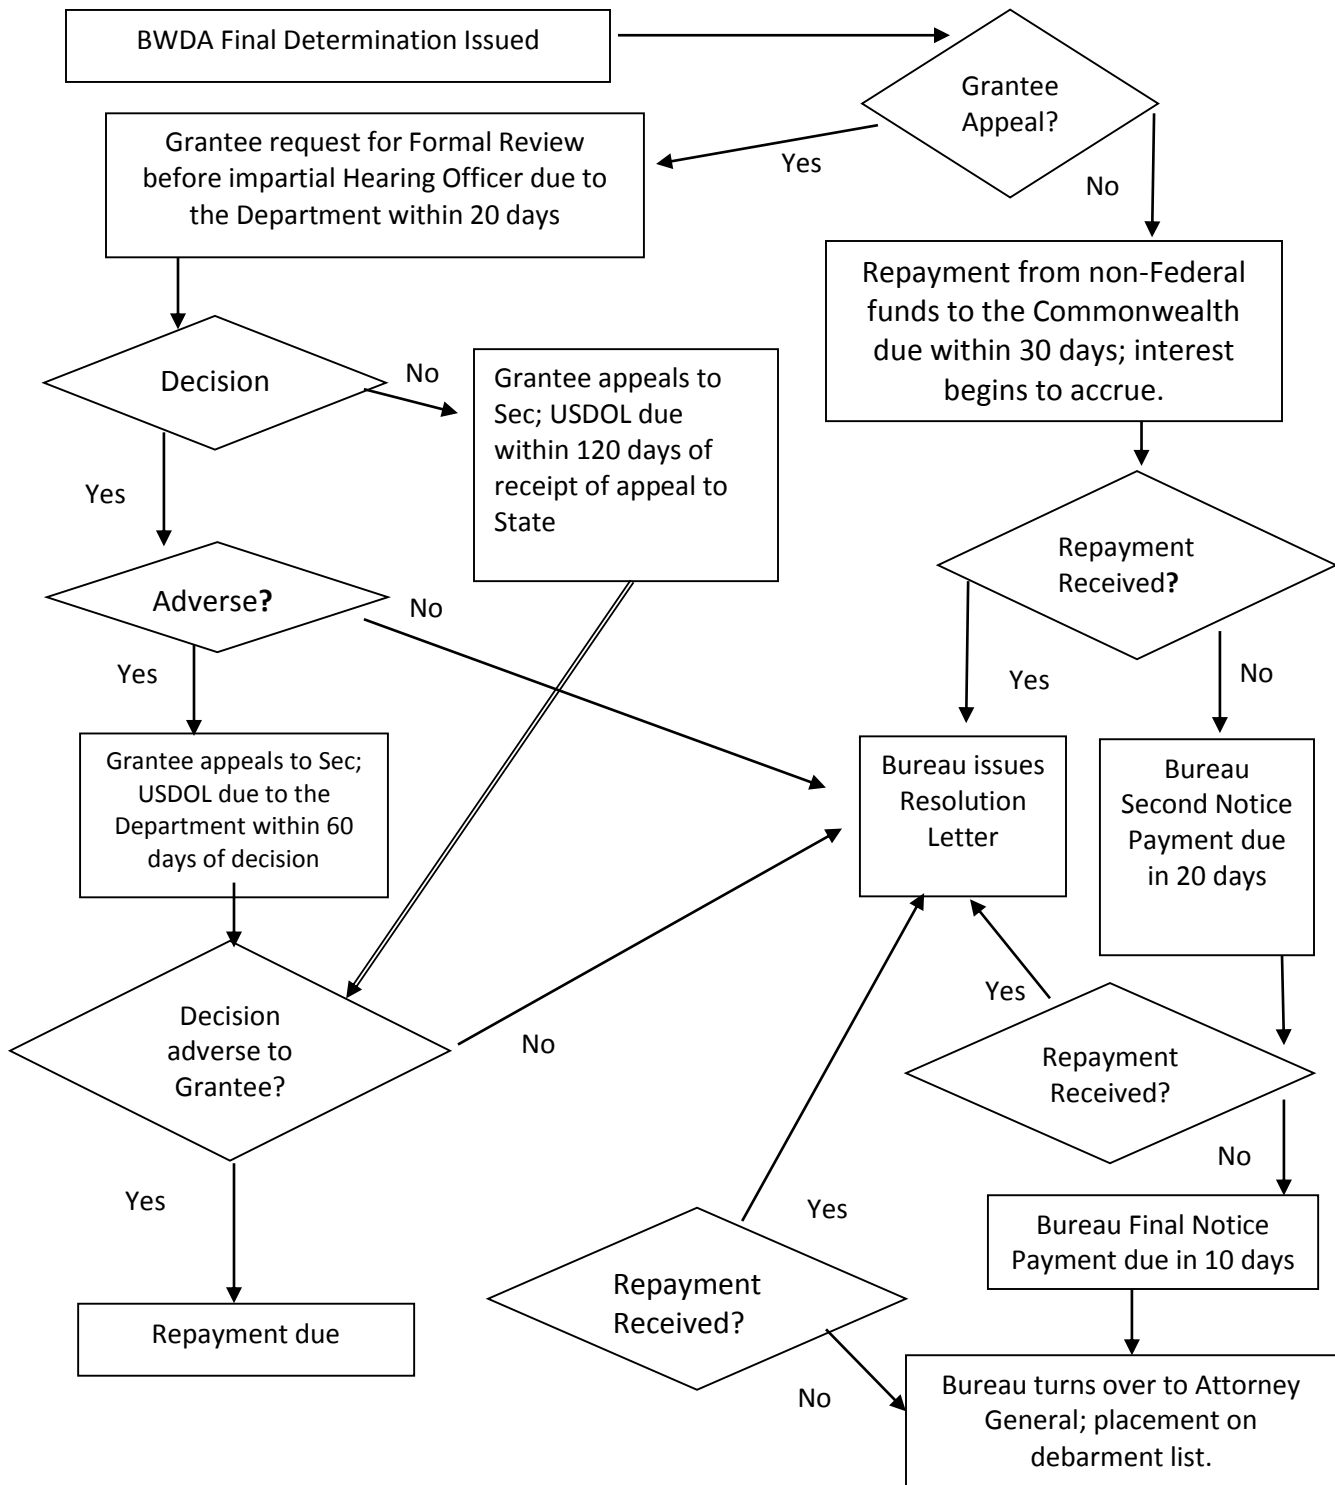 BWDA Final Determination Issued
Grantee
Appeal?
Grantee request for Formal Review
before impartial Hearing Officer due to
the Department within 20 days
Yes
No
Repayment from non-Federal
funds to the Commonwealth
due within 30 days; interest
begins to accrue.
Decision
No
Grantee appeals to
Sec; USDOL due
within 120 days of
receipt of appeal to
State
Yes
Repayment
Received?
Adverse?
No
Yes
Yes
No
Grantee appeals to Sec;
USDOL due to the
Department within 60
days of decision
Bureau issues
Resolution
Letter
Bureau
Second Notice
Payment due
in 20 days
Decision
adverse to
Grantee?
No
Yes
Repayment
Received?
No
Yes
Repayment due
Repayment
Received?
Yes
No
Bureau Final Notice
Payment due in 10 days
Bureau turns over to Attorney
General; placement on
debarment list.